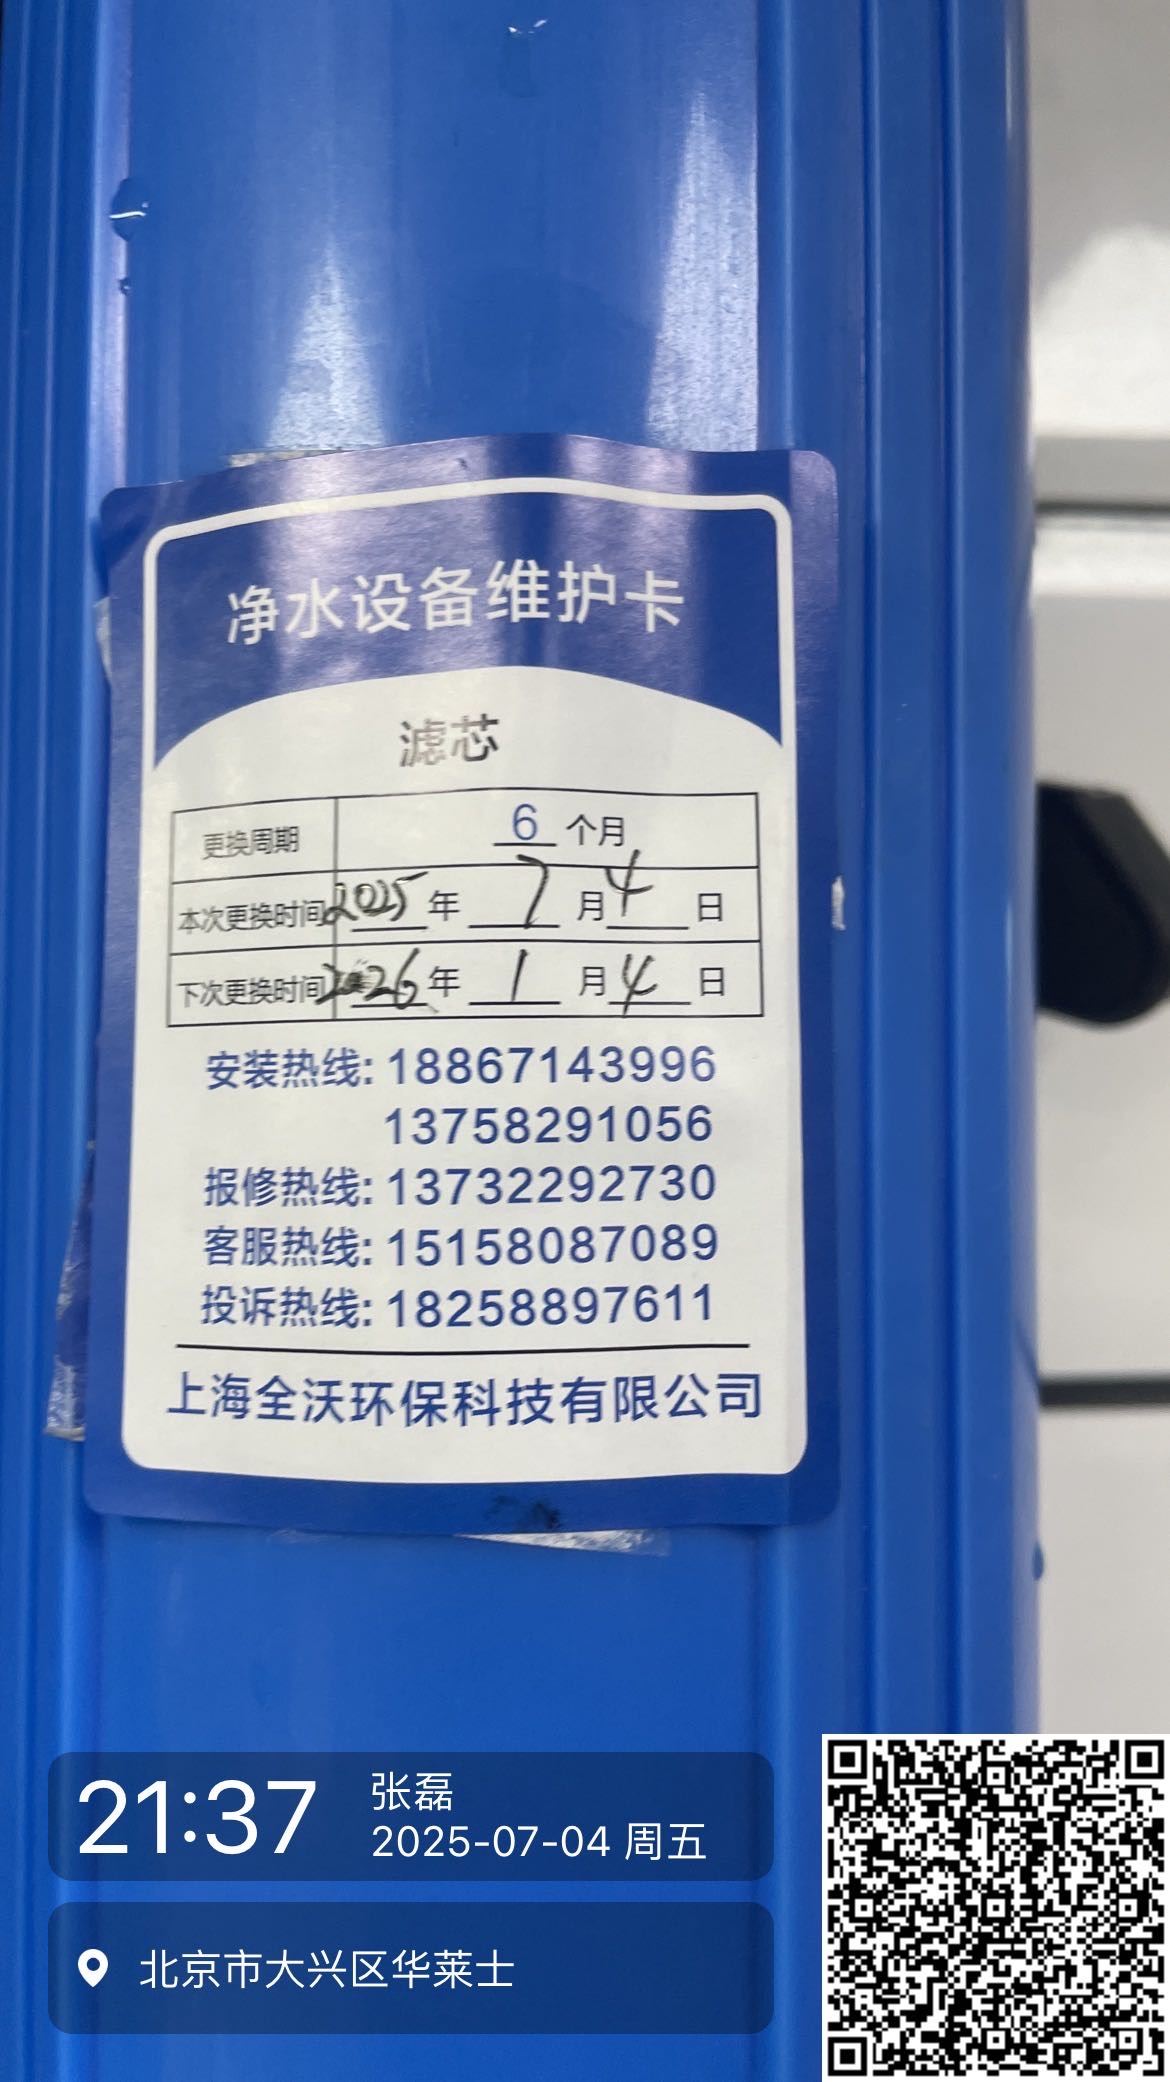 净水设备维护卡
滤芯
更换周期 6 个月
本次更换时间 2025 年 7 月 4 日
下次更换时间 2026 年 1 月 4 日
安装热线: 18867143996
13758291056
报修热线: 13732292730
客服热线: 15158087089
投诉热线: 18258897611
上海全沃环保科技有限公司
21:37
张磊
2025-07-04 周五
北京市大兴区华莱士